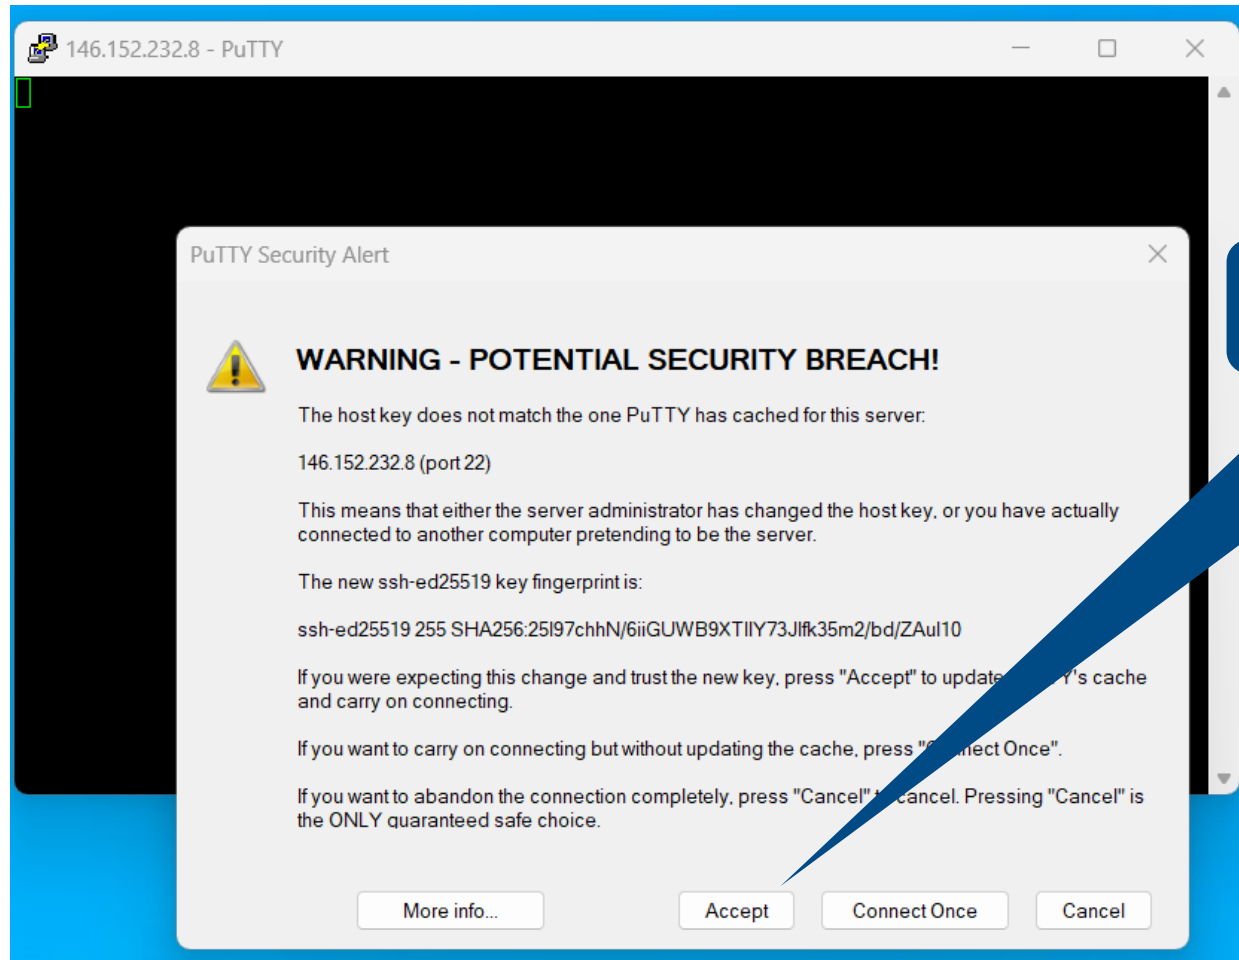 146.152.232.8 - PuTTY
PuTTY Security Alert
WARNING - POTENTIAL SECURITY BREACH!
The host key does not match the one PuTTY has cached for this server:
146.152.232.8 (port 22)
This means that either the server administrator has changed the host key, or you have actually
connected to another computer pretending to be the server.
The new ssh-ed25519 key fingerprint is:
ssh-ed25519 255
If you were expecting this change and trust the new key, press "Accept" to update 's cache
and carry on connecting.
If you want to carry on connecting but without updating the cache, press Once".
If you want to abandon the connection completely, press "Cancel" cancel. Pressing "Cancel" is
the ONLY guaranteed safe choice.
More info...
Accept
Connect Once
Cancel